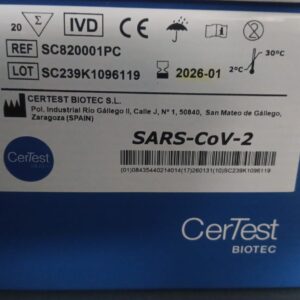 20 IVD CE
REF SC820001PC
LOT SC239K1096119 2026-01 2°C 30°C
CERTEST BIOTEC S.L.
Pol. Industrial Río Gállego II, Calle J, Nº 1, 50840, San Mateo de Gállego,
Zaragoza (SPAIN)
CerTest
SARS-CoV-2
(01)08435440214014(17)260131(10)SC239K1096119
CerTest
BIOTEC